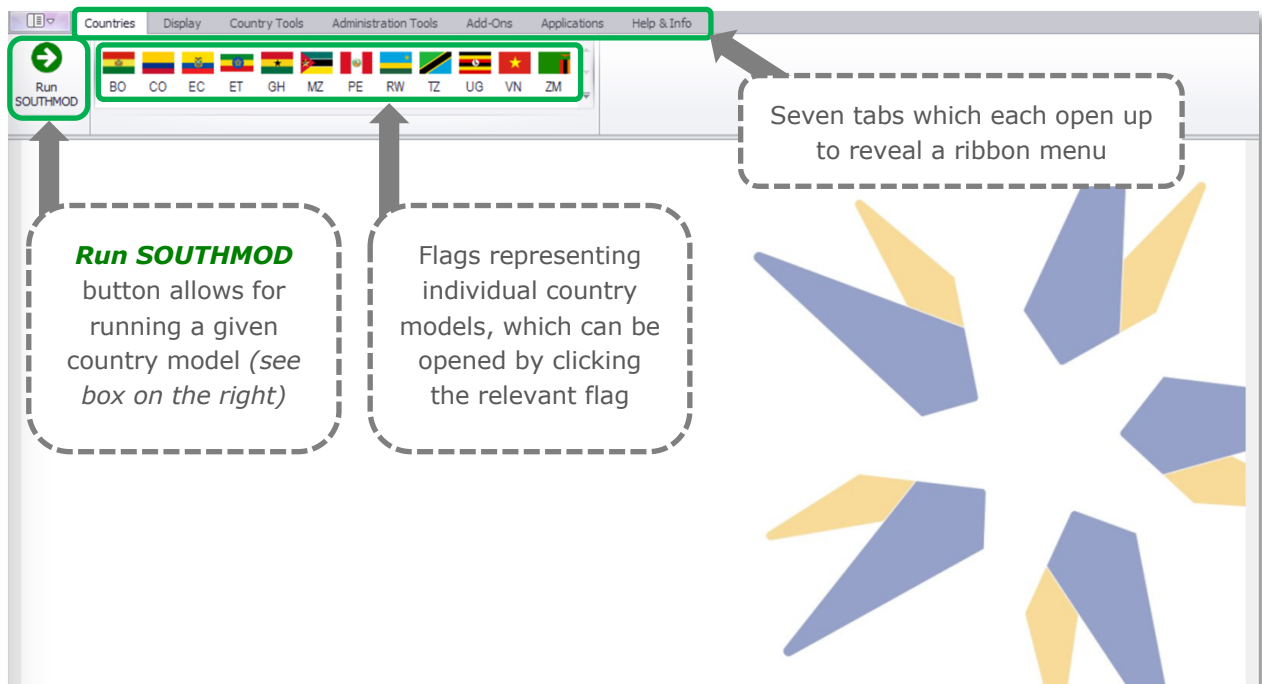 Countries Display Country Tools Administration Tools Add-Ons Applications Help & Info
Run
SOUTHMOD
BO CO EC ET GH MZ PE RW TZ UG VN ZM
Seven tabs which each open up
to reveal a ribbon menu
Run SOUTHMOD
button allows for
running a given
country model (see
box on the right)
Flags representing
individual country
models, which can be
opened by clicking
the relevant flag